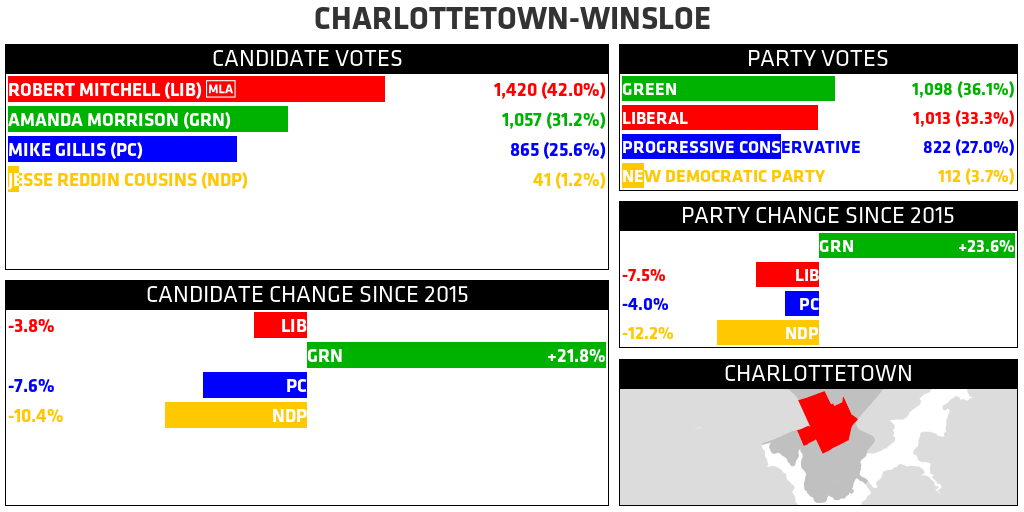 CHARLOTTETOWN-WINSLOE
CANDIDATE VOTES
ROBERT MITCHELL (LIB) MLA 1,420 (42.0%)
AMANDA MORRISON (GRN) 1,057 (31.2%)
MIKE GILLIS (PC) 865 (25.6%)
JESSE REDDIN COUSINS (NDP) 41 (1.2%)
CANDIDATE CHANGE SINCE 2015
-3.8% LIB
GRN +21.8%
-7.6% PC
-10.4% NDP
PARTY VOTES
GREEN 1,098 (36.1%)
LIBERAL 1,013 (33.3%)
PROGRESSIVE CONSERVATIVE 822 (27.0%)
NEW DEMOCRATIC PARTY 112 (3.7%)
PARTY CHANGE SINCE 2015
GRN +23.6%
-7.5% LIB
-4.0% PC
-12.2% NDP
CHARLOTTETOWN